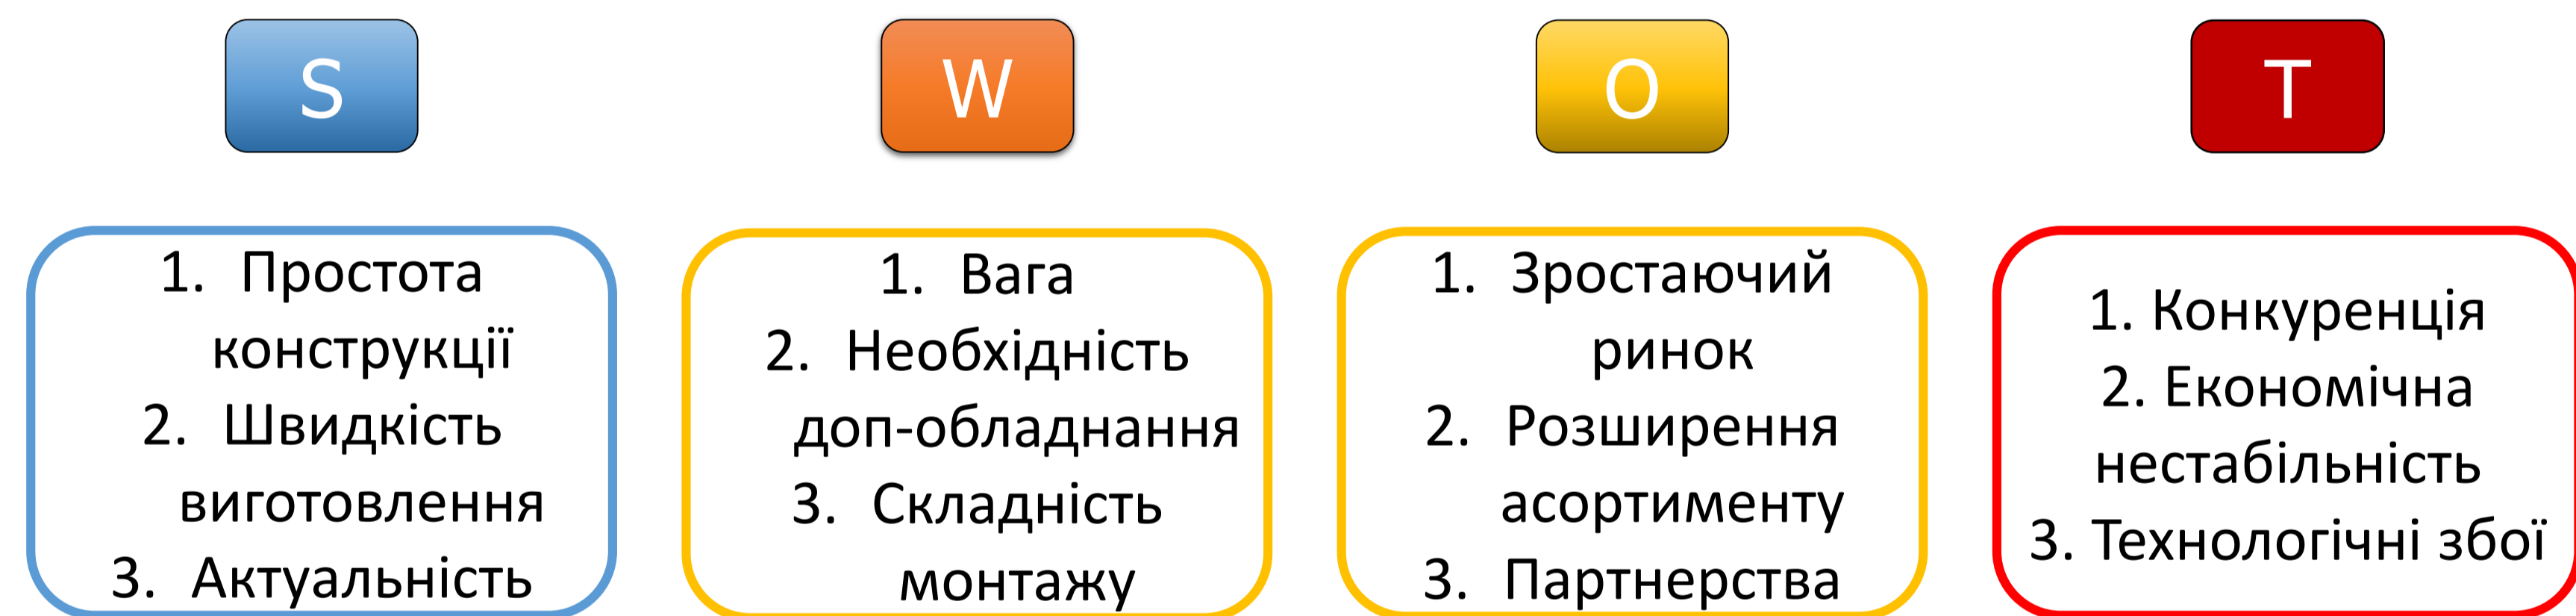 S
W
O
T
1. Простота
конструкції
2. Швидкість
виготовлення
3. Актуальність
1. Вага
2. Необхідність
доп-обладнання
3. Складність
монтажу
1. Зростаючий
ринок
2. Розширення
асортименту
3. Партнерства
1. Конкуренція
2. Економічна
нестабільність
3. Технологічні збої